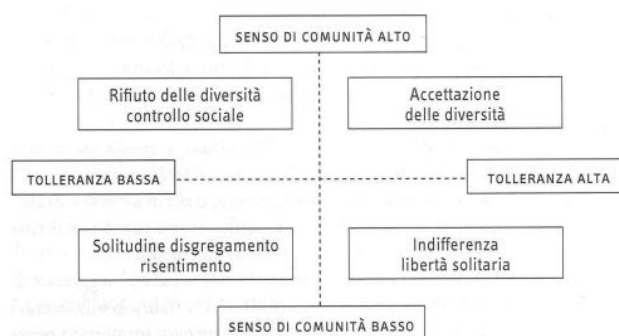 SENSO DI COMUNITÀ ALTO
Rifiuto delle diversità
controllo sociale
Accettazione
delle diversità
TOLLERANZA BASSA
TOLLERANZA ALTA
Solitudine disgregamento
risentimento
Indifferenza
libertà solitaria
SENSO DI COMUNITÀ BASSO